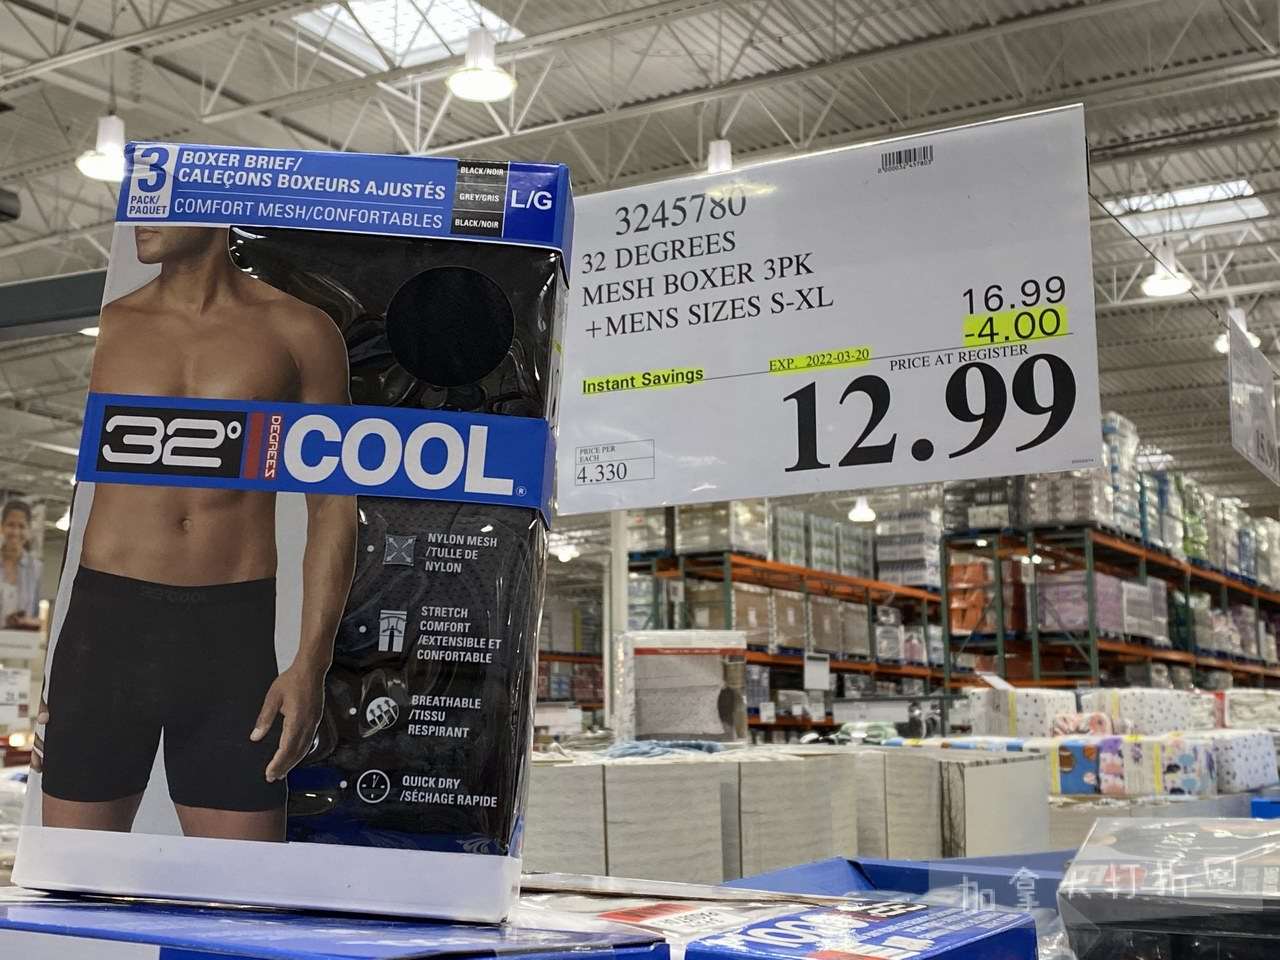 3
PACK/
PAQUET
BOXER BRIEF/
CALEÇONS BOXEURS AJUSTÉS
COMFORT MESH/CONFORTABLES
BLACK/NOIR
GREY/GRIS
BLACK/NOIR
L/G
32° DEGREES COOL®
32° COOL
NYLON MESH
/TULLE DE
NYLON
STRETCH
COMFORT
/EXTENSIBLE ET
CONFORTABLE
BREATHABLE
/TISSU
RESPIRANT
QUICK DRY
/SÉCHAGE RAPIDE
3245780
32 DEGREES
MESH BOXER 3PK
+MENS SIZES S-XL
16.99
-4.00
Instant Savings
EXP. 2022-03-20
PRICE AT REGISTER
12.99
PRICE PER
EACH
4.330
加拿大打折网